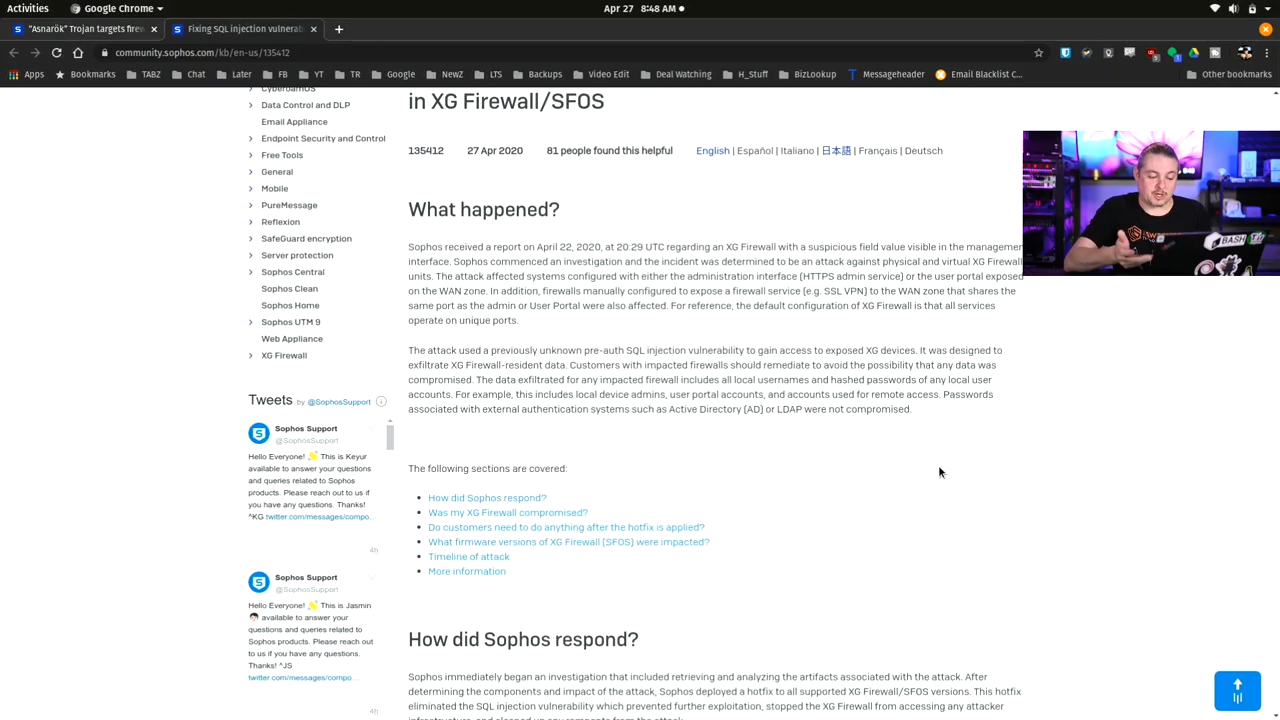 Activities
Google Chrome
Apr 27 8:48 AM
"Asnarök" Trojan targets fire
Fixing SQL injection vulnerab
community.sophos.com/kb/en-us/135412
Apps
Bookmarks
TABZ
Chat
Later
FB
YT
TR
Google
NewZ
LTS
Backups
Video Edit
Deal Watching
H_Stuff
BizLookup
Messageheader
Email Blacklist C...
Other bookmarks
CyberoamOS
Data Control and DLP
Email Appliance
Endpoint Security and Control
Free Tools
General
Mobile
PureMessage
Reflexion
SafeGuard encryption
Server protection
Sophos Central
Sophos Clean
Sophos Home
Sophos UTM 9
Web Appliance
XG Firewall
Tweets by @SophosSupport
Sophos Support
@SophosSupport
Hello Everyone! 👋 This is Keyur
available to answer your questions
and queries related to Sophos
products. Please reach out to us if
you have any questions. Thanks!
^KG twitter.com/messages/compo…
4h
Sophos Support
@SophosSupport
Hello Everyone! 👋 This is Jasmin
available to answer your
questions and queries related to
Sophos products. Please reach out
to us if you have any questions.
Thanks! ^JS
twitter.com/messages/compo…
4h
in XG Firewall/SFOS
135412 27 Apr 2020 81 people found this helpful English | Español | Italiano | 日本語 | Français | Deutsch
What happened?
Sophos received a report on April 22, 2020, at 20:29 UTC regarding an XG Firewall with a suspicious field value visible in the managemen
interface. Sophos commenced an investigation and the incident was determined to be an attack against physical and virtual XG Firewall
units. The attack affected systems configured with either the administration interface (HTTPS admin service) or the user portal exposed
on the WAN zone. In addition, firewalls manually configured to expose a firewall service (e.g. SSL VPN) to the WAN zone that shares the
same port as the admin or User Portal were also affected. For reference, the default configuration of XG Firewall is that all services
operate on unique ports.
The attack used a previously unknown pre-auth SQL injection vulnerability to gain access to exposed XG devices. It was designed to
exfiltrate XG Firewall-resident data. Customers with impacted firewalls should remediate to avoid the possibility that any data was
compromised. The data exfiltrated for any impacted firewall includes all local usernames and hashed passwords of any local user
accounts. For example, this includes local device admins, user portal accounts, and accounts used for remote access. Passwords
associated with external authentication systems such as Active Directory (AD) or LDAP were not compromised.
The following sections are covered:
How did Sophos respond?
Was my XG Firewall compromised?
Do customers need to do anything after the hotfix is applied?
What firmware versions of XG Firewall (SFOS) were impacted?
Timeline of attack
More information
How did Sophos respond?
Sophos immediately began an investigation that included retrieving and analyzing the artifacts associated with the attack. After
determining the components and impact of the attack, Sophos deployed a hotfix to all supported XG Firewall/SFOS versions. This hotfix
eliminated the SQL injection vulnerability which prevented further exploitation, stopped the XG Firewall from accessing any attacker
infrastructure, and cleaned up any remnants from the attack.
BASH